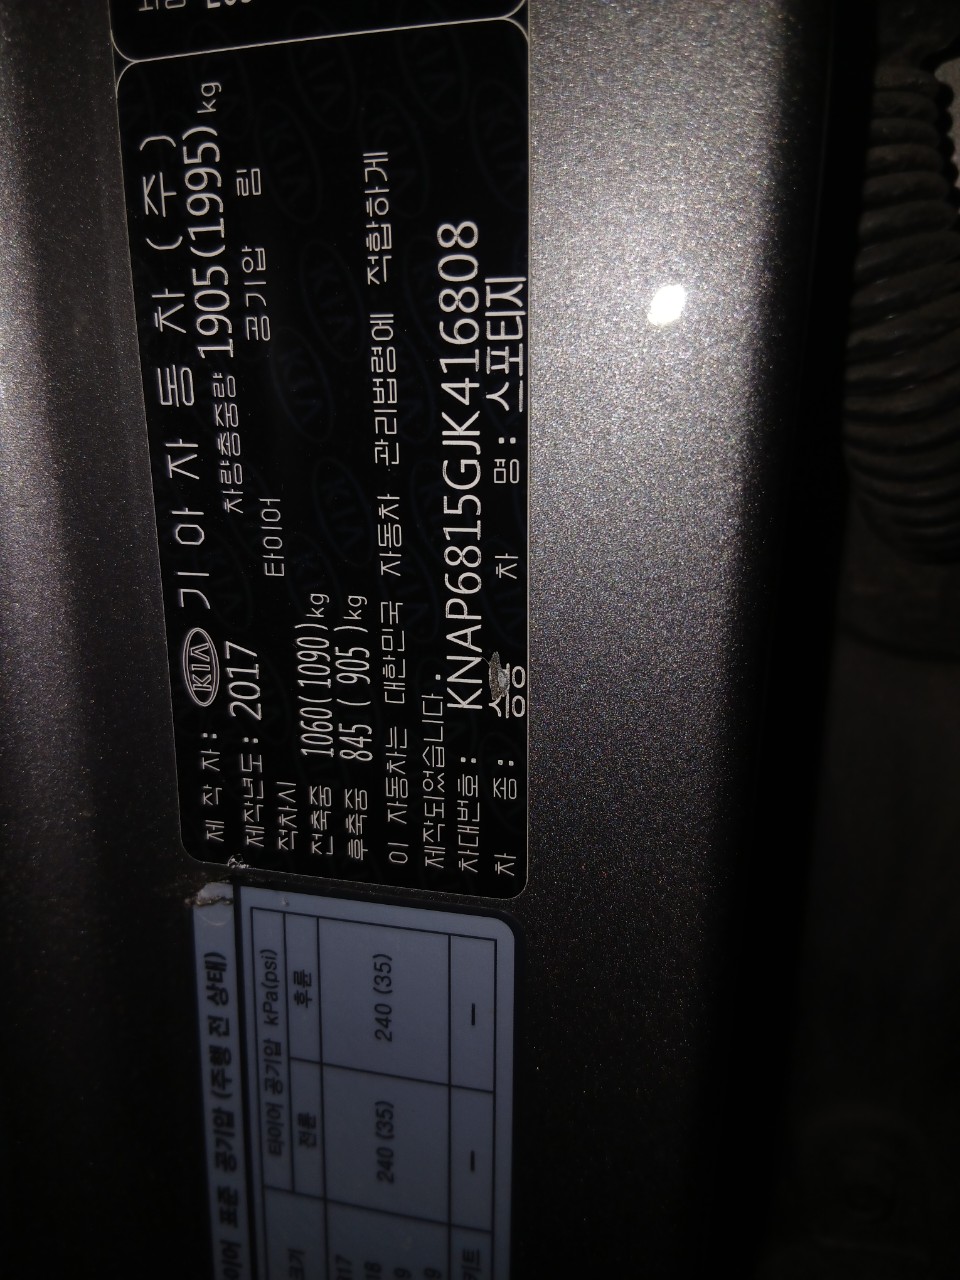 제 작 자 : KIA 기 아 자 동 차 ( 주 )
제작년도 : 2017 차량총중량 1905(1995)kg
적차시 타이어 공기압 림
전축중 1060(1090)kg
후축중 845( 905)kg
이 자동차는 대한민국 자동차 관리법령에 적합하게
제작되었습니다.
차대번호 : KNAP6815GJK416808
차 종 : 승용 차 명 : 스포티지
표준 공기압 (주행 전 상태)
타이어 공기압 kPa(psi)
전륜 후륜
240 (35) 240 (35)
— —